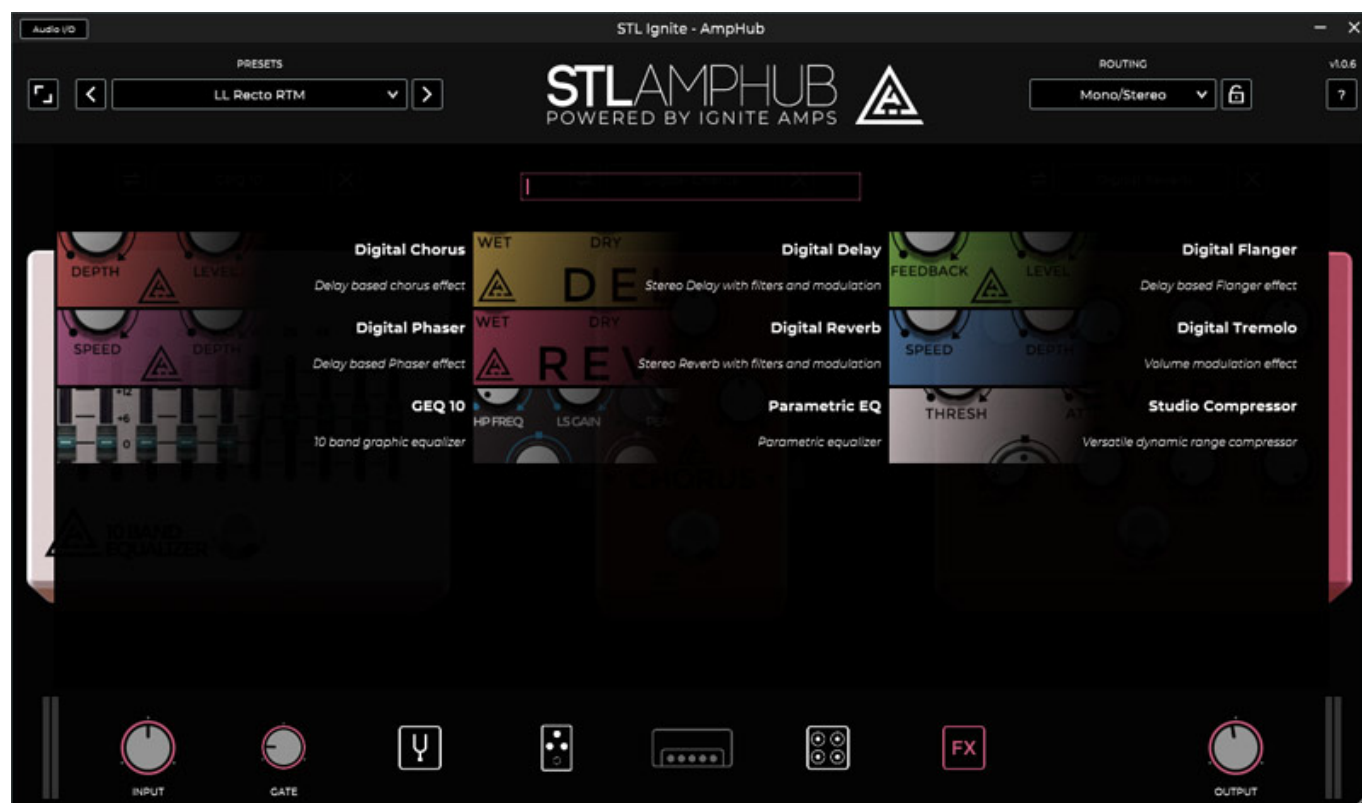 Audio I/O
STL Ignite - AmpHub
PRESETS
LL Recto RTM
STLAMPHUB
POWERED BY IGNITE AMPS
ROUTING
Mono/Stereo
v1.0.6
?
DEPTH LEVEL
Digital Chorus
Delay based chorus effect
WET DRY
DEL
Digital Delay
Stereo Delay with filters and modulation
FEEDBACK LEVEL
Digital Flanger
Delay based Flanger effect
SPEED DEPTH
Digital Phaser
Delay based Phaser effect
WET DRY
REV
Digital Reverb
Stereo Reverb with filters and modulation
SPEED DEPTH
Digital Tremolo
Volume modulation effect
+12
+6
0
GEQ 10
10 band graphic equalizer
HP FREQ LS GAIN
Parametric EQ
Parametric equalizer
THRESH
Studio Compressor
Versatile dynamic range compressor
CHORUS
10 BAND
EQUALIZER
FX
INPUT
GATE
OUTPUT